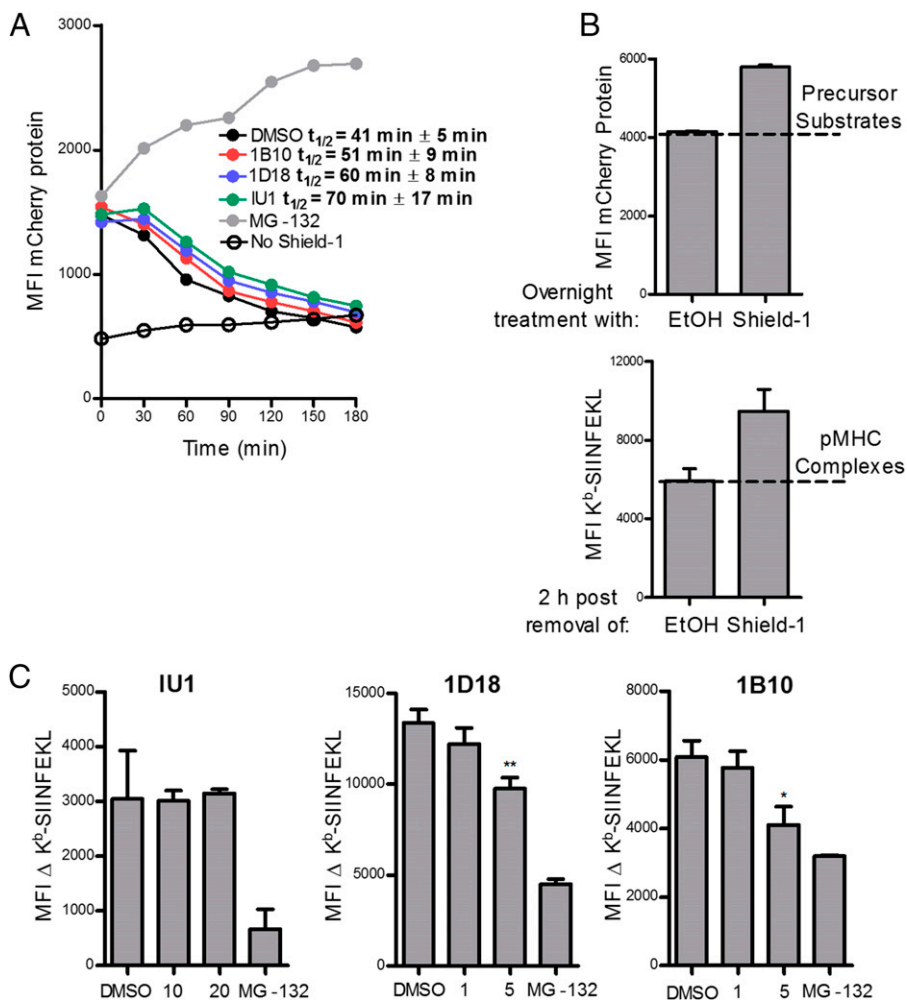 A
MFI mCherry protein
3000
2000
1000
0
0 30 60 90 120 150 180
Time (min)
DMSO t1/2 = 41 min ± 5 min
1B10 t1/2 = 51 min ± 9 min
1D18 t1/2 = 60 min ± 8 min
IU1 t1/2 = 70 min ± 17 min
MG -132
No Shield-1
B
MFI mCherry Protein
6000
4000
2000
0
Precursor
Substrates
Overnight
treatment with: EtOH Shield-1
MFI Kb-SIINFEKL
12000
8000
4000
0
pMHC
Complexes
2 h post
removal of: EtOH Shield-1
C
IU1
MFI Δ Kb-SIINFEKL
5000
4000
3000
2000
1000
0
DMSO 10 20 MG -132
1D18
MFI Δ Kb-SIINFEKL
15000
10000
5000
0
**
DMSO 1 5 MG -132
1B10
MFI Δ Kb-SIINFEKL
8000
6000
4000
2000
0
*
DMSO 1 5 MG -132